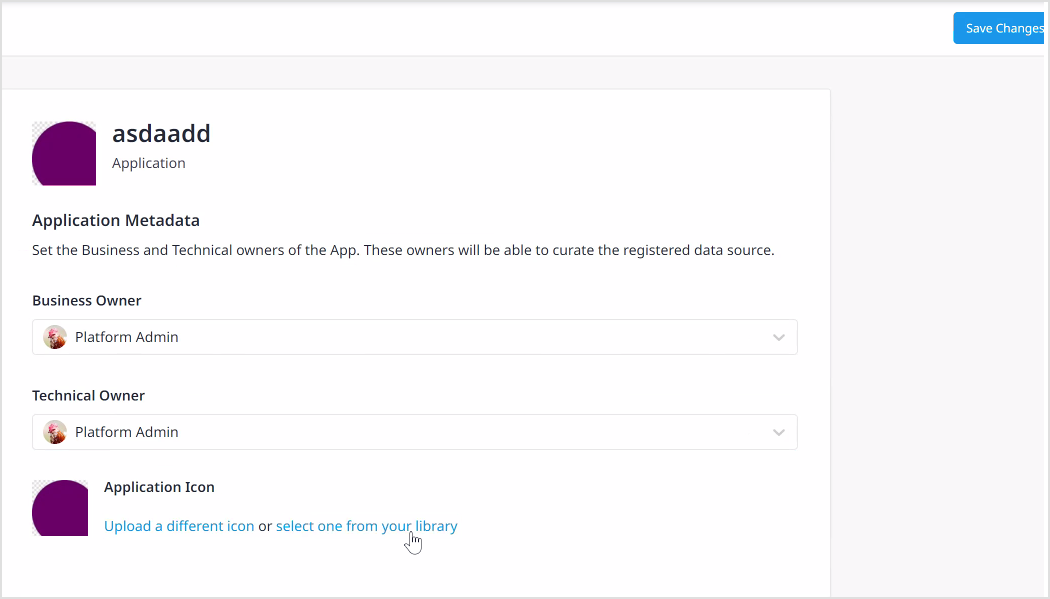 Save Changes
asdaadd
Application
Application Metadata
Set the Business and Technical owners of the App. These owners will be able to curate the registered data source.
Business Owner
Platform Admin
Technical Owner
Platform Admin
Application Icon
Upload a different icon or select one from your library